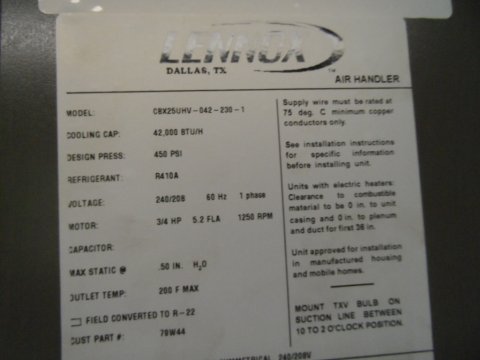 LENNOX
DALLAS, TX
AIR HANDLER
MODEL: CBX25UHV-042-230-1
COOLING CAP: 42,000 BTU/H
DESIGN PRESS: 450 PSI
REFRIGERANT: R410A
VOLTAGE: 240/208 60 Hz 1 phase
MOTOR: 3/4 HP 5.2 FLA 1250 RPM
CAPACITOR:
MAX STATIC @ .50 IN. H2O
OUTLET TEMP: 200 F MAX
FIELD CONVERTED TO R-22
CUST PART #: 79W44
Supply wire must be rated at
75 deg. C minimum copper
conductors only.
See installation instructions
for specific information
before installing unit.
Units with electric heaters:
Clearance to combustible
material to be 0 in. to unit
casing and 0 in. to plenum
and duct for first 36 in.
Unit approved for installation
in manufactured housing
and mobile homes.
MOUNT TXV BULB ON
SUCTION LINE BETWEEN
10 TO 2 O'CLOCK POSITION.
240/208V